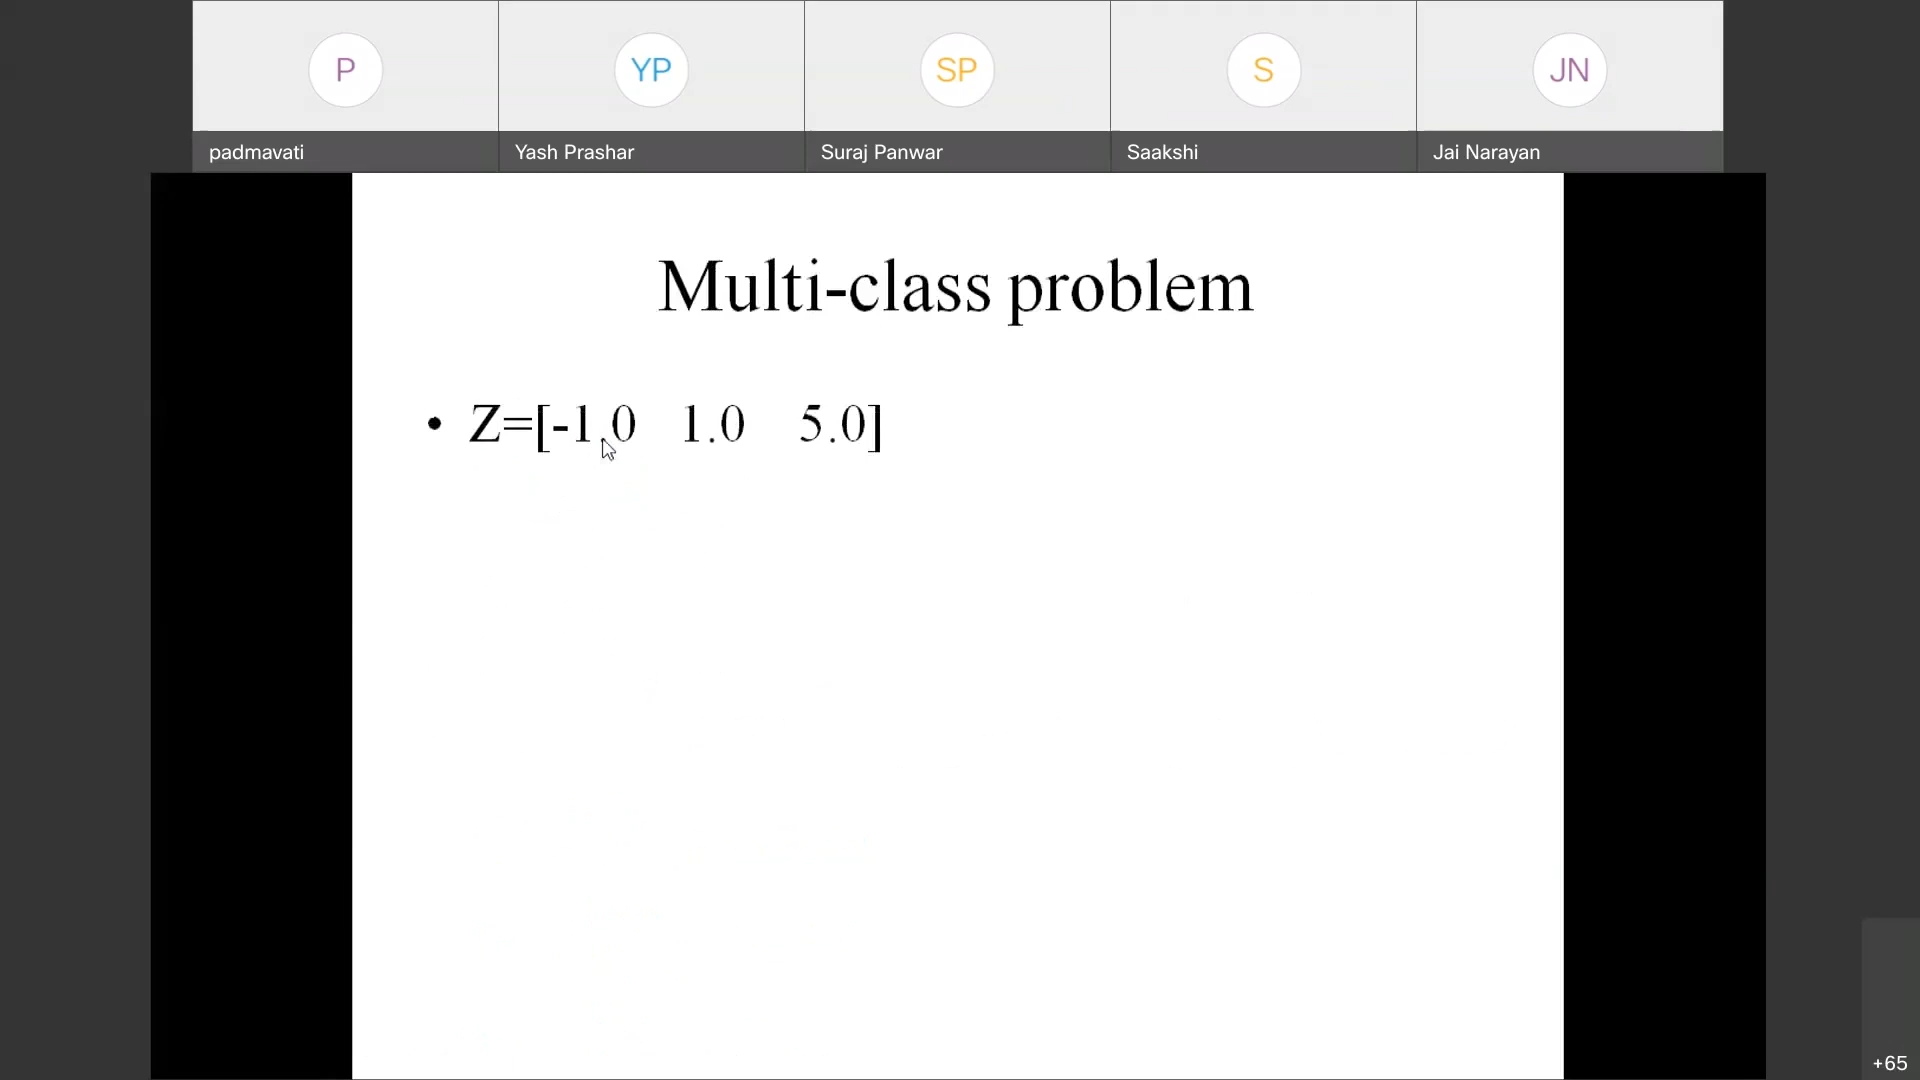 P
YP
SP
S
JN
padmavati
Yash Prashar
Suraj Panwar
Saakshi
Jai Narayan
Multi-class problem
• Z=[-1.0 1.0 5.0]
+65